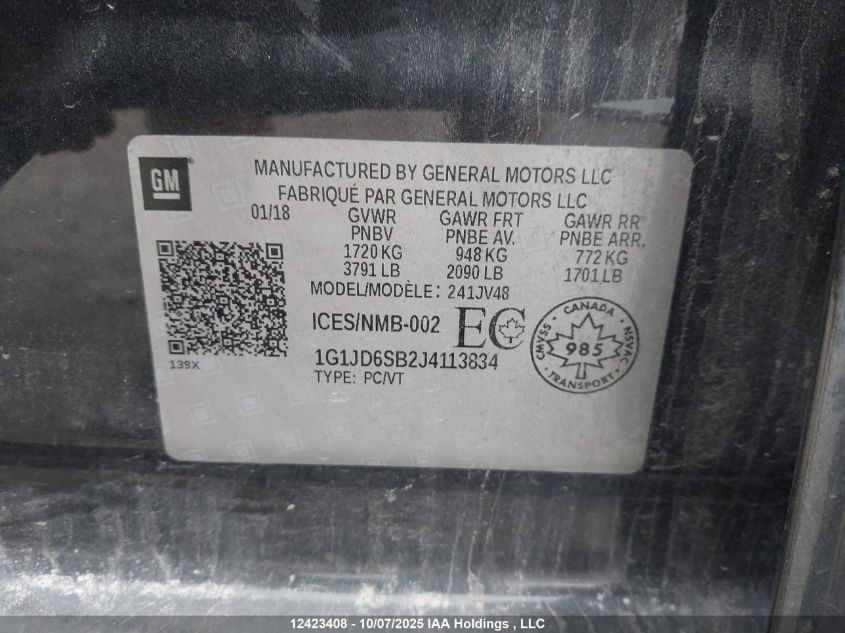 GM
MANUFACTURED BY GENERAL MOTORS LLC
FABRIQUÉ PAR GENERAL MOTORS LLC
01/18 GVWR GAWR FRT GAWR RR
PNBV PNBE AV. PNBE ARR.
1720 KG 948 KG 772 KG
3791 LB 2090 LB 1701 LB
MODEL/MODÈLE: 241JV48
ICES/NMB-002 EC
1G1JD6SB2J4113834
TYPE: PC/VT
139X
CANADA
CMVSS 985 NSVAC
TRANSPORT
12423408 - 10/07/2025 IAA Holdings , LLC